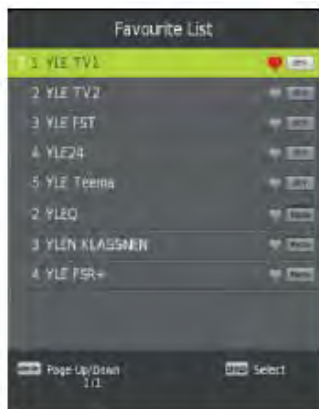 Favourite List
1 YLE TV1
2 YLE TV2
3 YLE FST
4 YLE24
5 YLE Teema
2 YLEQ
3 YLEN KLASSNEN
4 YLE FSR+
Page Up/Down
Select
1/1